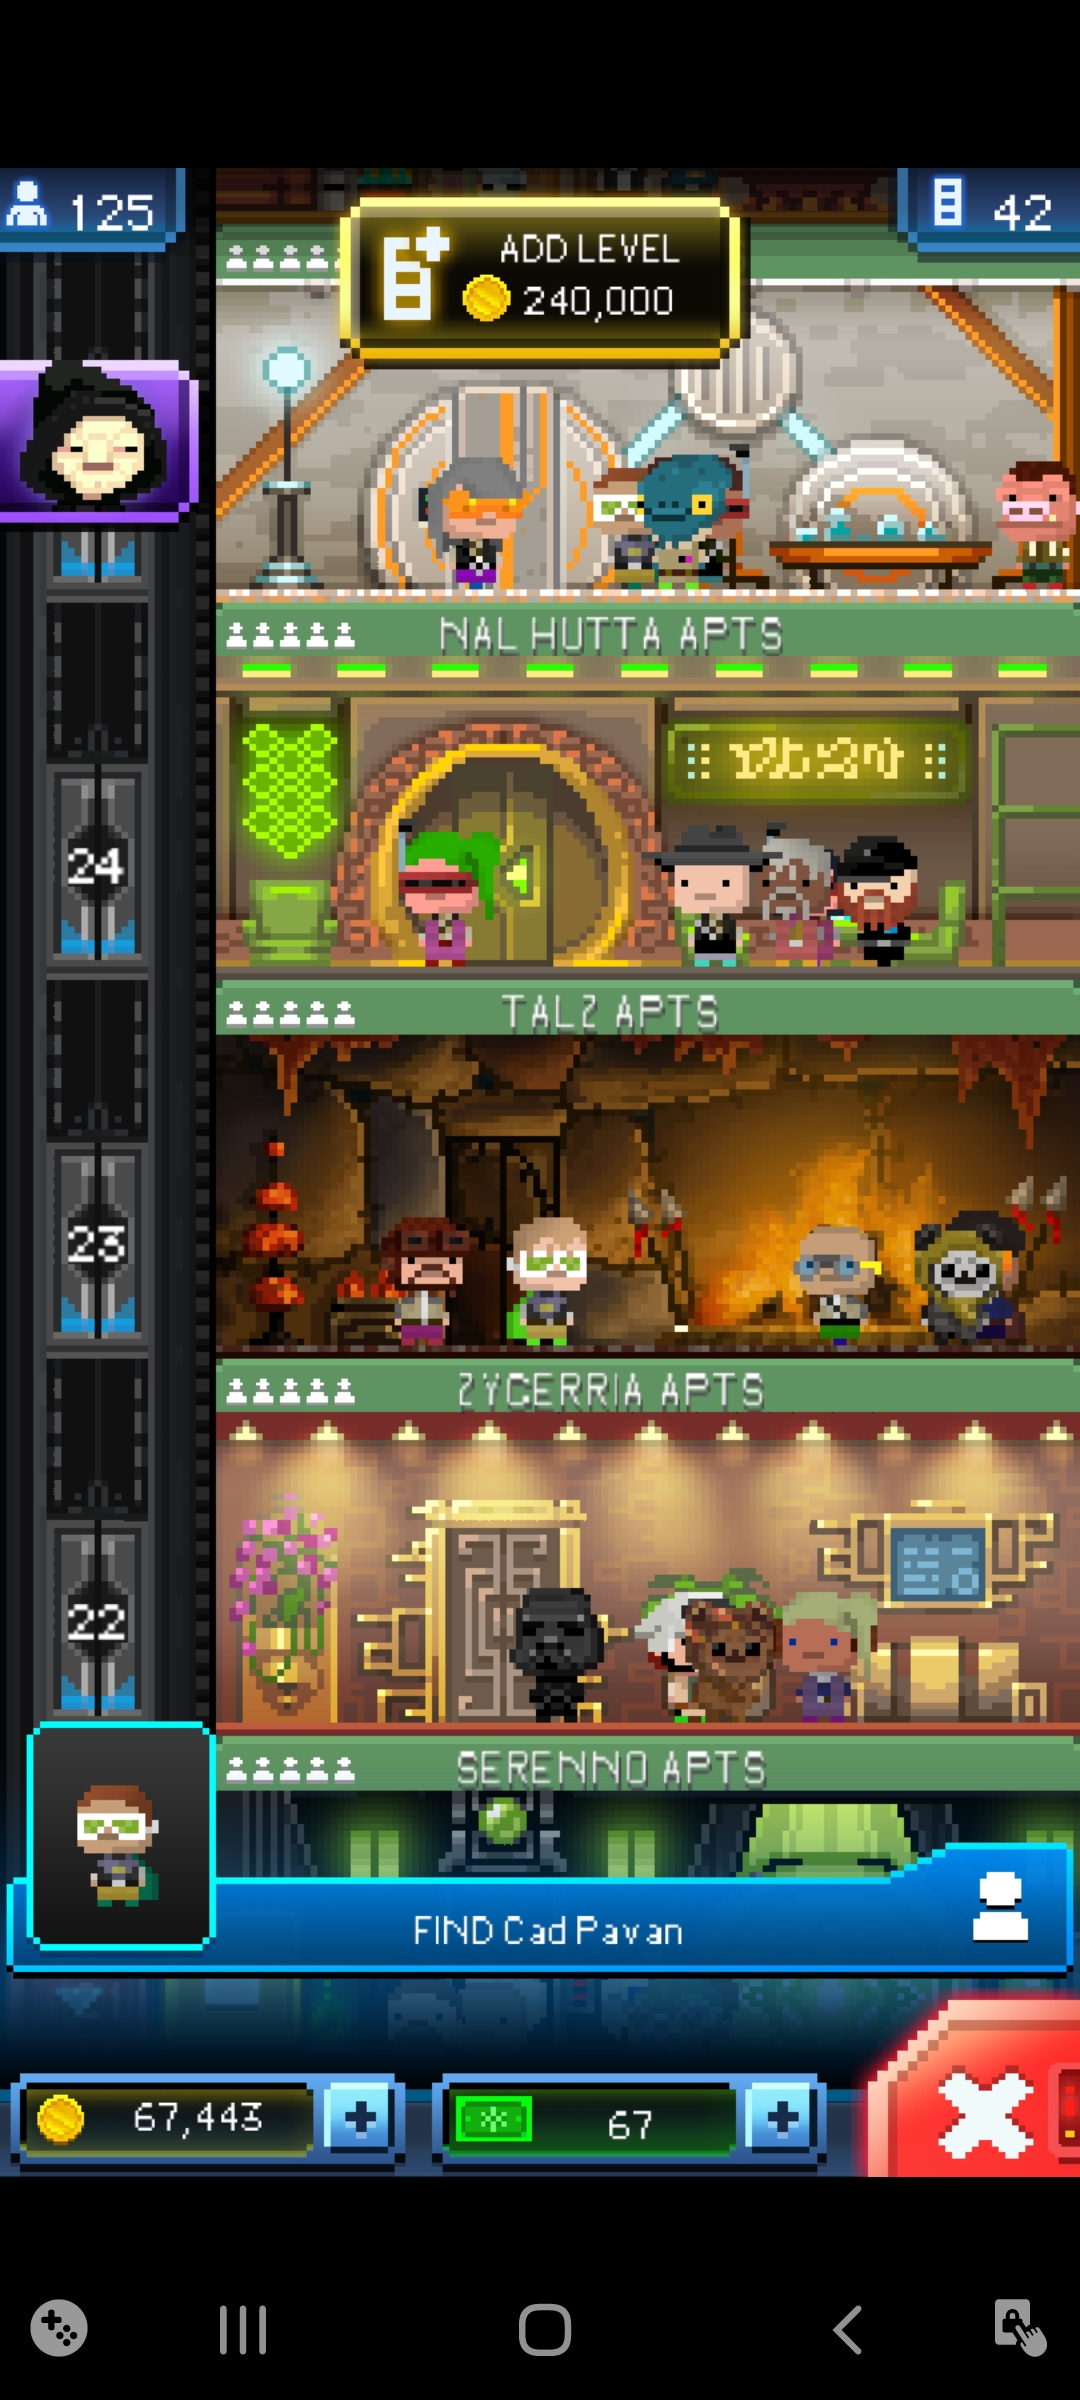 125
42
ADD LEVEL
240,000
NAL HUTTA APTS
24
TALZ APTS
23
ZYGERRIA APTS
22
SERENNO APTS
FIND Cad Pavan
67,443
67